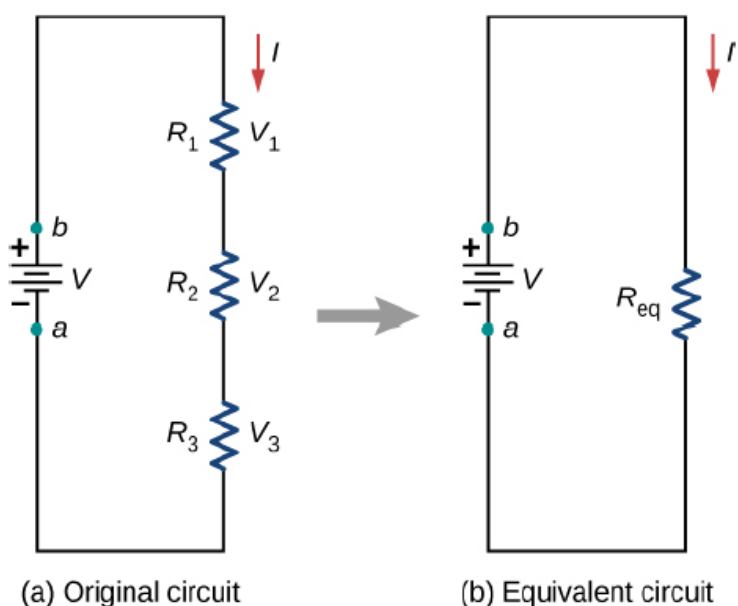 I
R1 V1
b
+
V
R2 V2
−
a
R3 V3
(a) Original circuit
I
b
+
V
Req
−
a
(b) Equivalent circuit